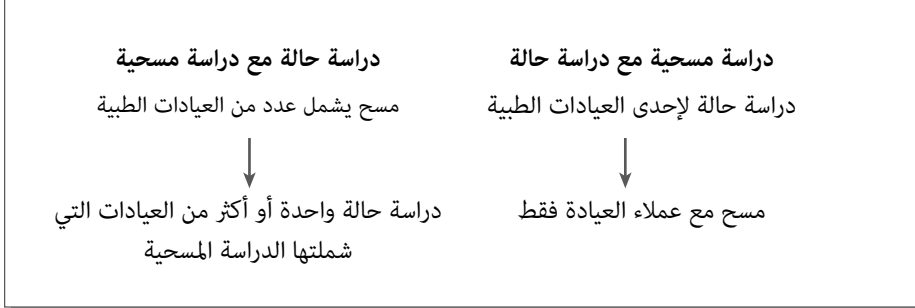 دراسة مسحية مع دراسة حالة
دراسة حالة لإحدى العيادات الطبية
مسح مع عملاء العيادة فقط
دراسة حالة مع دراسة مسحية
مسح يشمل عدد من العيادات الطبية
دراسة حالة واحدة أو أكثر من العيادات التي
شملتها الدراسة المسحية